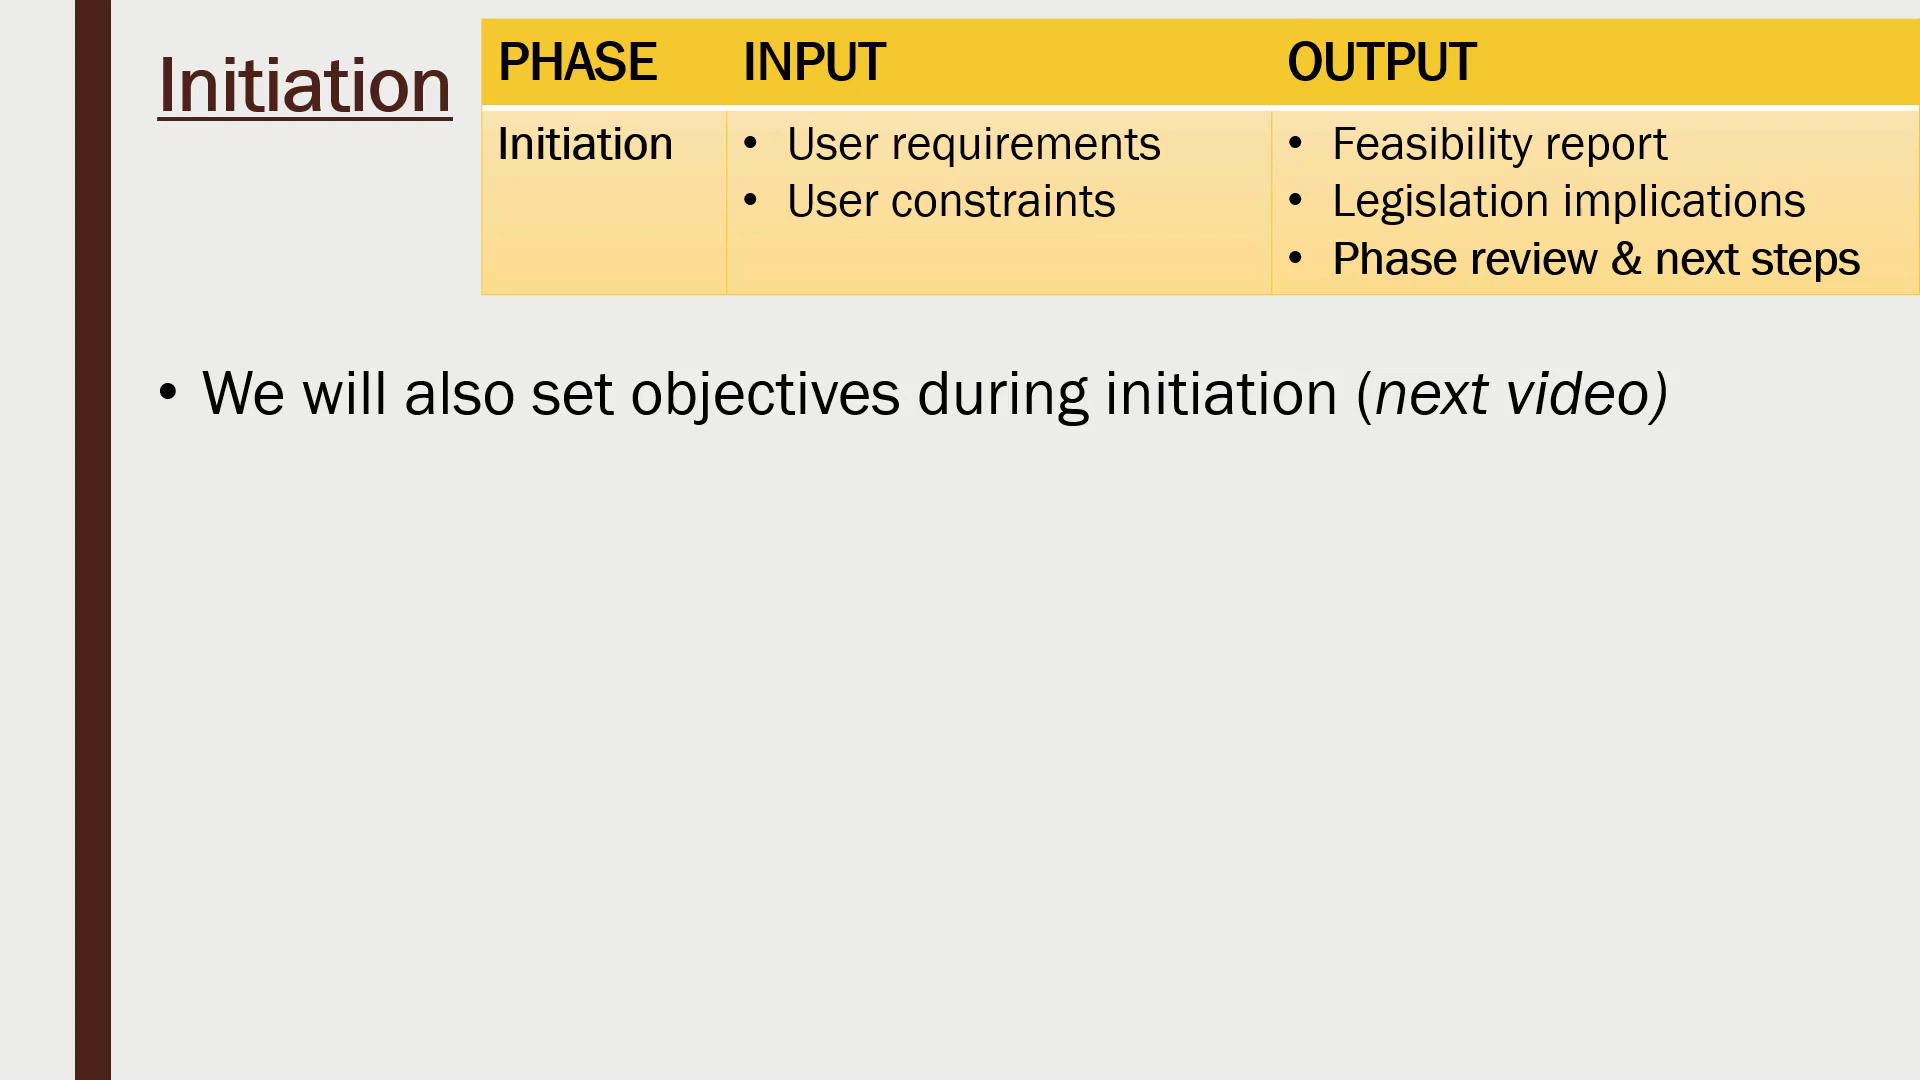 Initiation
PHASE INPUT OUTPUT
Initiation • User requirements • Feasibility report
• User constraints • Legislation implications
• Phase review & next steps
• We will also set objectives during initiation (next video)